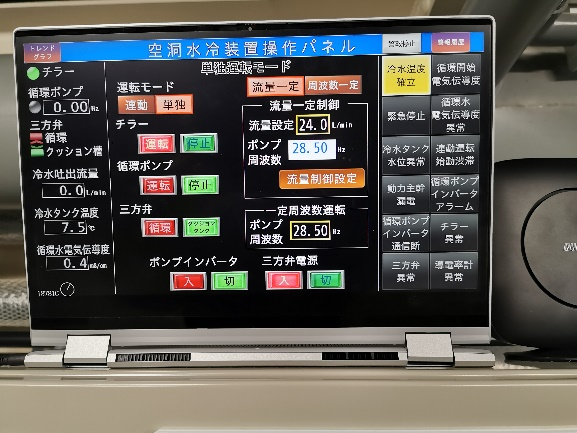 トレンド
グラフ
空洞水冷装置操作パネル
警報停止
警報履歴
単独運転モード
チラー
循環ポンプ
0.00 Hz
三方弁
循環
クッション槽
冷水吐出流量
0.0 L/min
冷水タンク温度
7.5 ℃
循環水電気伝導度
0.4 mS/cm
運転モード
連動
単独
チラー
運転
停止
循環ポンプ
運転
停止
三方弁
循環
クッション
タンク
流量一定
周波数一定
流量一定制御
流量設定
24.0 L/min
ポンプ
周波数
28.50 Hz
流量制御設定
一定周波数運転
ポンプ
周波数
28.50 Hz
ポンプインバータ
入
切
三方弁電源
入
切
冷水温度
確立
循環開始
電気伝導度
緊急停止
循環水
電気伝導度
異常
冷水タンク
水位異常
連動運転
始動渋滞
動力主幹
漏電
循環ポンプ
インバータ
アラーム
循環ポンプ
インバータ
通信断
チラー
異常
三方弁
異常
導電率計
異常